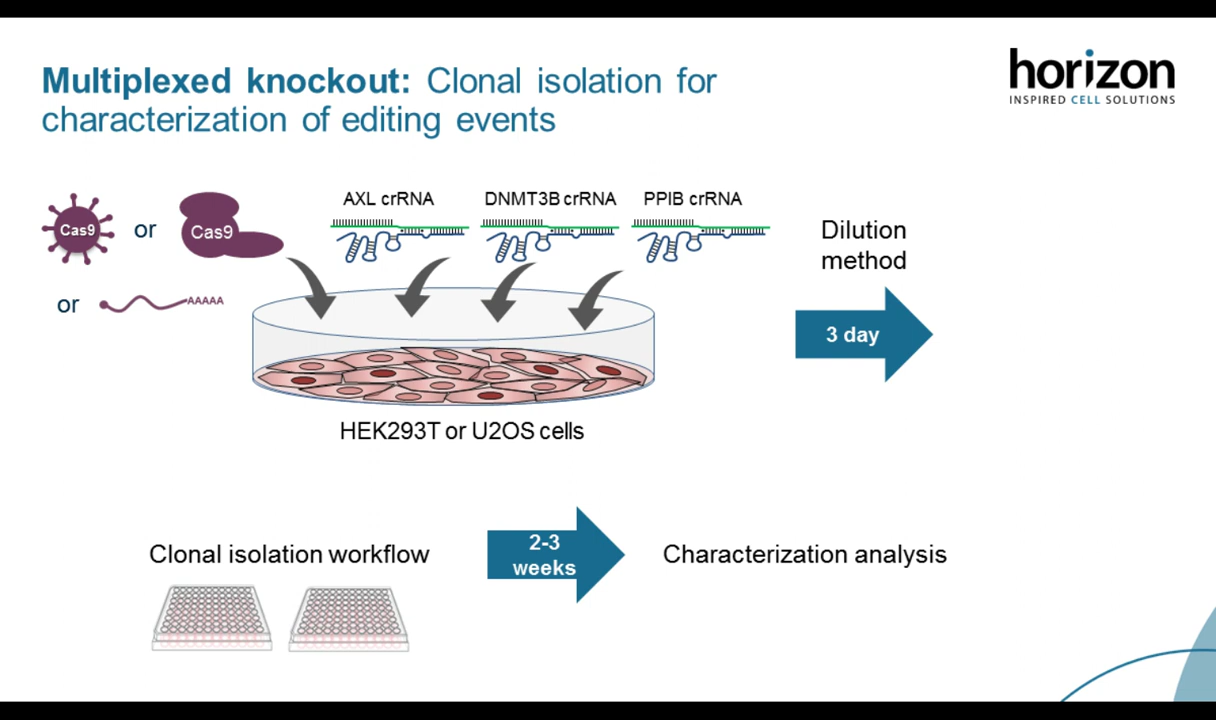 Multiplexed knockout: Clonal isolation for
characterization of editing events
horizon
INSPIRED CELL SOLUTIONS
Cas9
or
Cas9
or
AAAAA
AXL crRNA
DNMT3B crRNA
PPIB crRNA
Dilution
method
3 day
HEK293T or U2OS cells
Clonal isolation workflow
2-3
weeks
Characterization analysis